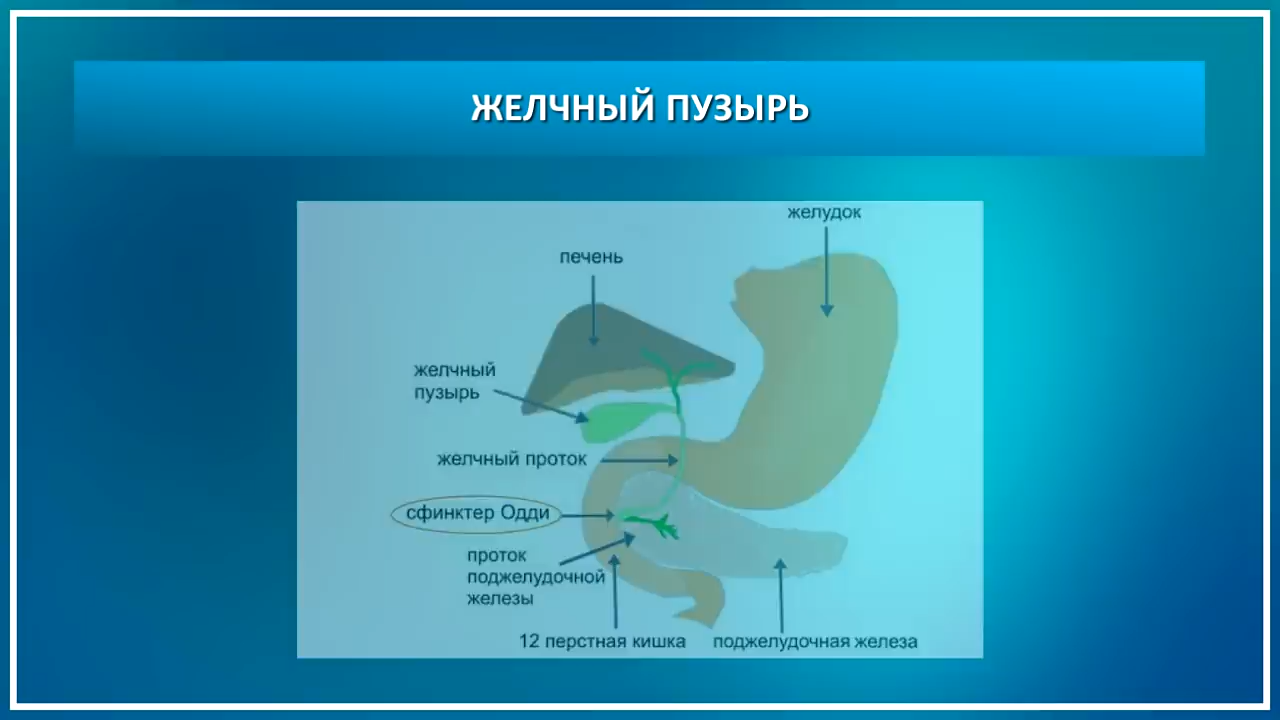 ЖЕЛЧНЫЙ ПУЗЫРЬ
желудок
печень
желчный
пузырь
желчный проток
сфинктер Одди
проток
поджелудочной
железы
12 перстная кишка
поджелудочная железа